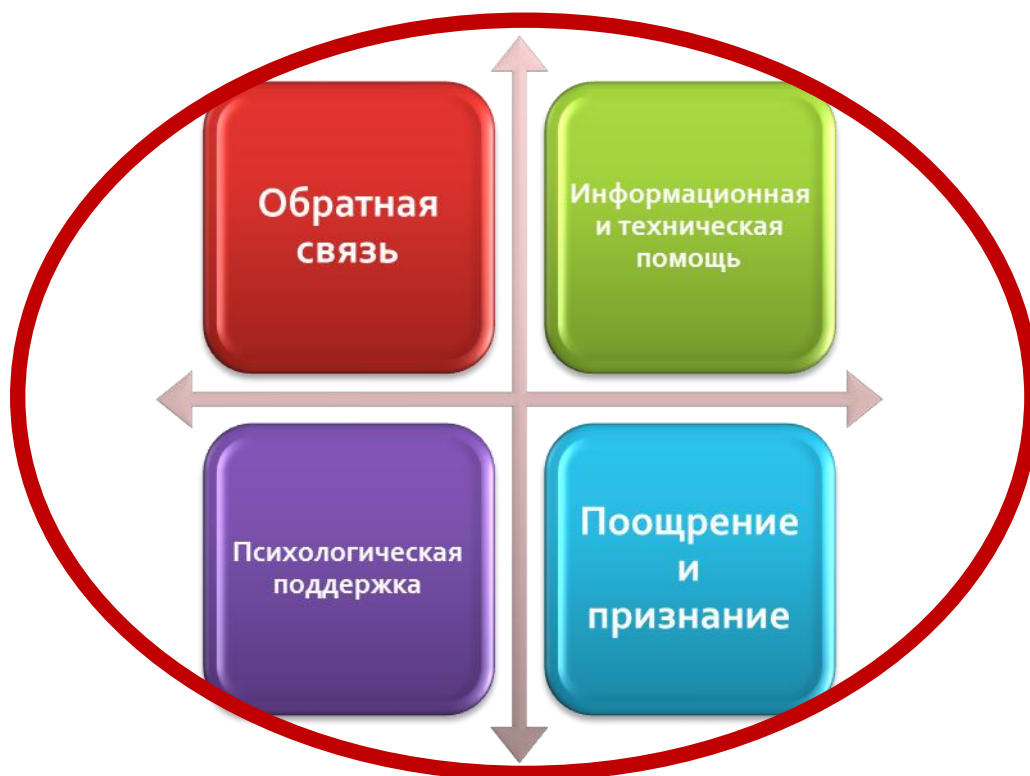 Обратная
связь
Информационная
и техническая
помощь
Психологическая
поддержка
Поощрение
и
признание